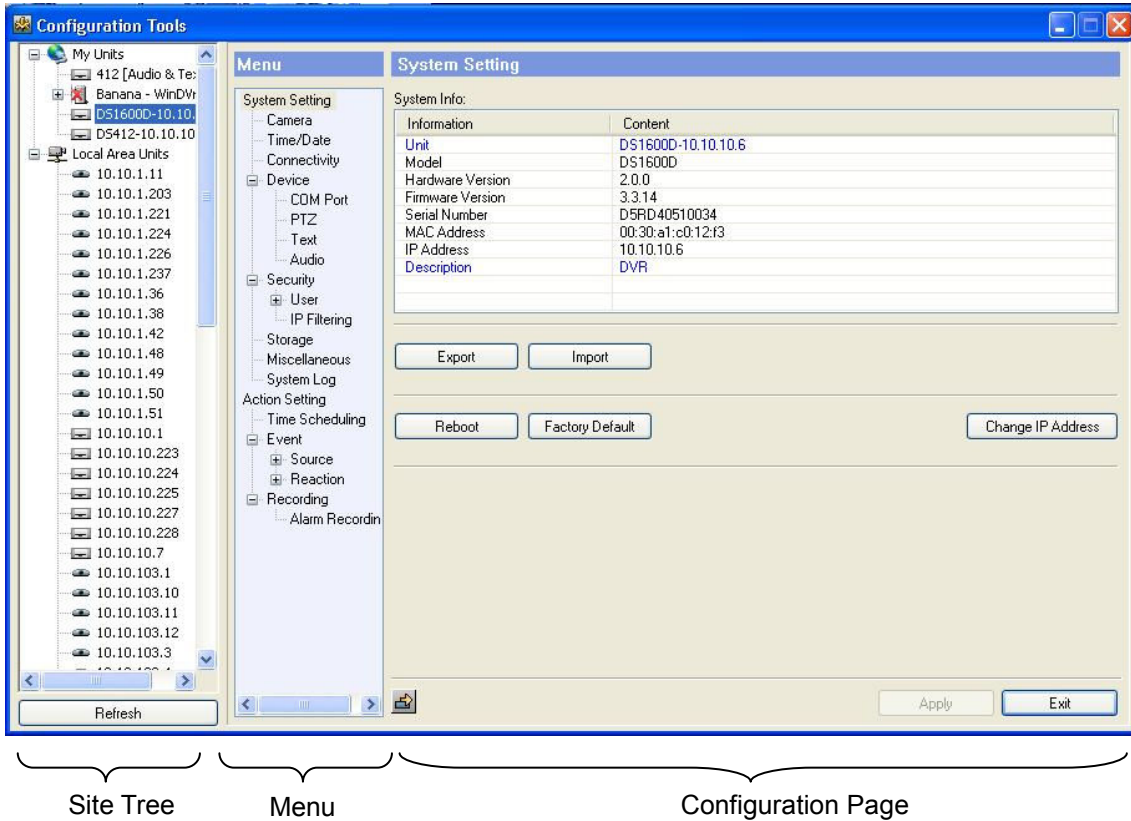 Configuration Tools
My Units
412 [Audio & Te
Banana - WinDV
DS1600D-10.10.
DS412-10.10.10
Local Area Units
10.10.1.11
10.10.1.203
10.10.1.221
10.10.1.224
10.10.1.226
10.10.1.237
10.10.1.36
10.10.1.38
10.10.1.42
10.10.1.48
10.10.1.49
10.10.1.50
10.10.1.51
10.10.10.1
10.10.10.223
10.10.10.224
10.10.10.225
10.10.10.227
10.10.10.228
10.10.10.7
10.10.103.1
10.10.103.10
10.10.103.11
10.10.103.12
10.10.103.3
Refresh
Menu
System Setting
Camera
Time/Date
Connectivity
Device
COM Port
PTZ
Text
Audio
Security
User
IP Filtering
Storage
Miscellaneous
System Log
Action Setting
Time Scheduling
Event
Source
Reaction
Recording
Alarm Recordin
System Setting
System Info:
Information Content
Unit DS1600D-10.10.10.6
Model DS1600D
Hardware Version 2.0.0
Firmware Version 3.3.14
Serial Number D5RD40510034
MAC Address 00:30:a1:c0:12:f3
IP Address 10.10.10.6
Description DVR
Export Import
Reboot Factory Default Change IP Address
Apply Exit
Site Tree Menu Configuration Page